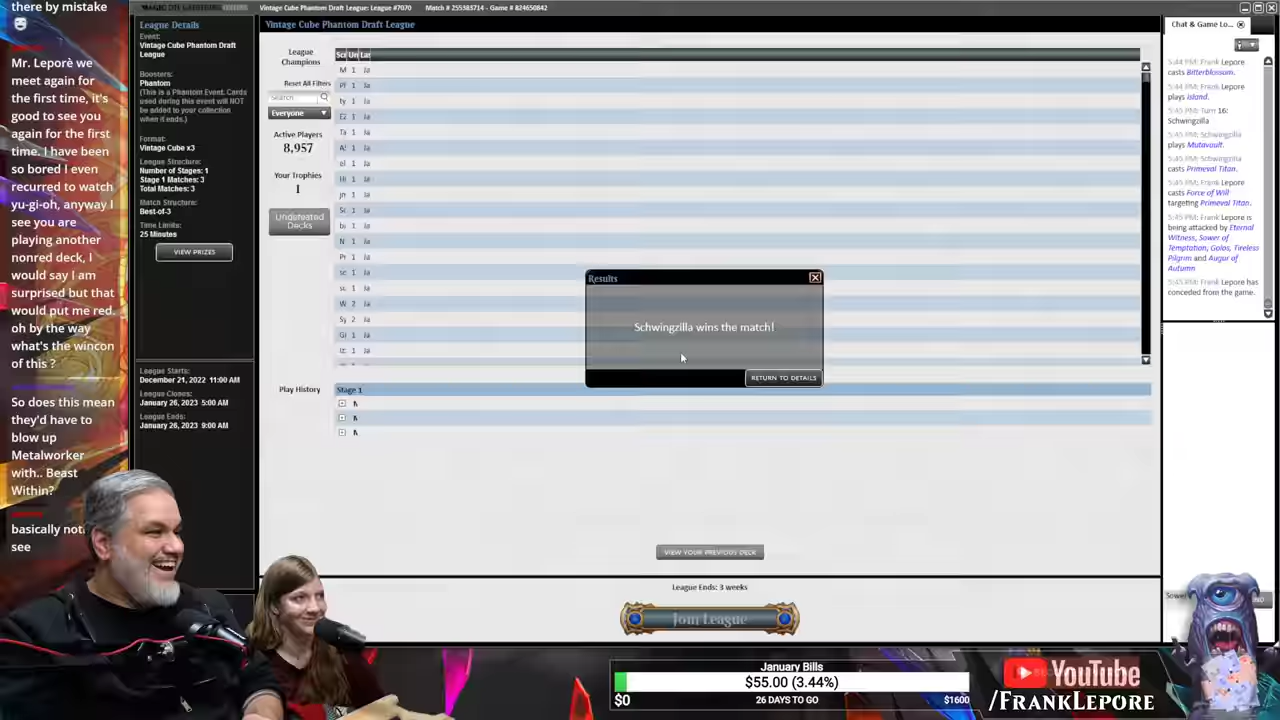 there by mistake
Mr. Leporè we
meet again for
the first time, it's
good to see you
again for the first
time. I have been
so bored I even
recurred to watch
yu-gi-oh, anyway I
see you are
playing another
nonred deck, I
would say I am
surprised but that
would put me red.
oh by the way
what's the wincon
of this ?
So does this mean
they'd have to
blow up
Metalworker
with.. Beast
Within?
basically not
see
Vintage Cube Phantom Draft League: League #7070 Match # 255383714 - Game # 824650842
League Details
Event:
Vintage Cube Phantom Draft
League
Boosters:
Phantom
(This is a Phantom Event. Cards
used during this event will NOT
be added to your collection
when it ends.)
Format:
Vintage Cube x3
League Structure:
Number of Stages: 1
Stage 1 Matches: 3
Total Matches: 3
Match Structure:
Best-of-3
Time Limits:
25 Minutes
VIEW PRIZES
League Starts:
December 21, 2022 11:00 AM
League Closes:
January 26, 2023 5:00 AM
League Ends:
January 26, 2023 9:00 AM
Vintage Cube Phantom Draft League
League
Champions
Reset All Filters
Search
Everyone
Active Players
8,957
Your Trophies
1
Undefeated
Decks
Play History
Stage 1
Results
Schwingzilla wins the match!
RETURN TO DETAILS
VIEW YOUR PREVIOUS DECK
League Ends: 3 weeks
Join League
Chat & Game Lo...
5:44 PM: Frank Lepore
casts Bitterblossom.
5:44 PM: Frank Lepore
plays Island.
5:45 PM: Turn 16:
Schwingzilla
5:45 PM: Schwingzilla
plays Mutavault.
5:45 PM: Schwingzilla
casts Primeval Titan.
5:45 PM: Frank Lepore
casts Force of Will
targeting Primeval Titan.
5:45 PM: Frank Lepore is
being attacked by Eternal
Witness, Sower of
Temptation, Golos, Tireless
Pilgrim and Augur of
Autumn
5:45 PM: Frank Lepore has
conceded from the game.
January Bills
$55.00 (3.44%)
$0 26 DAYS TO GO $1600
YouTube
/FRANKLEPORE